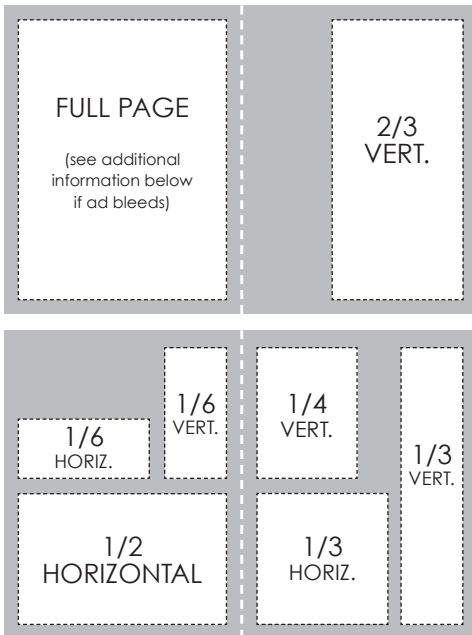 FULL PAGE
(see additional
information below
if ad bleeds)
2/3
VERT.
1/6
HORIZ.
1/6
VERT.
1/2
HORIZONTAL
1/4
VERT.
1/3
HORIZ.
1/3
VERT.